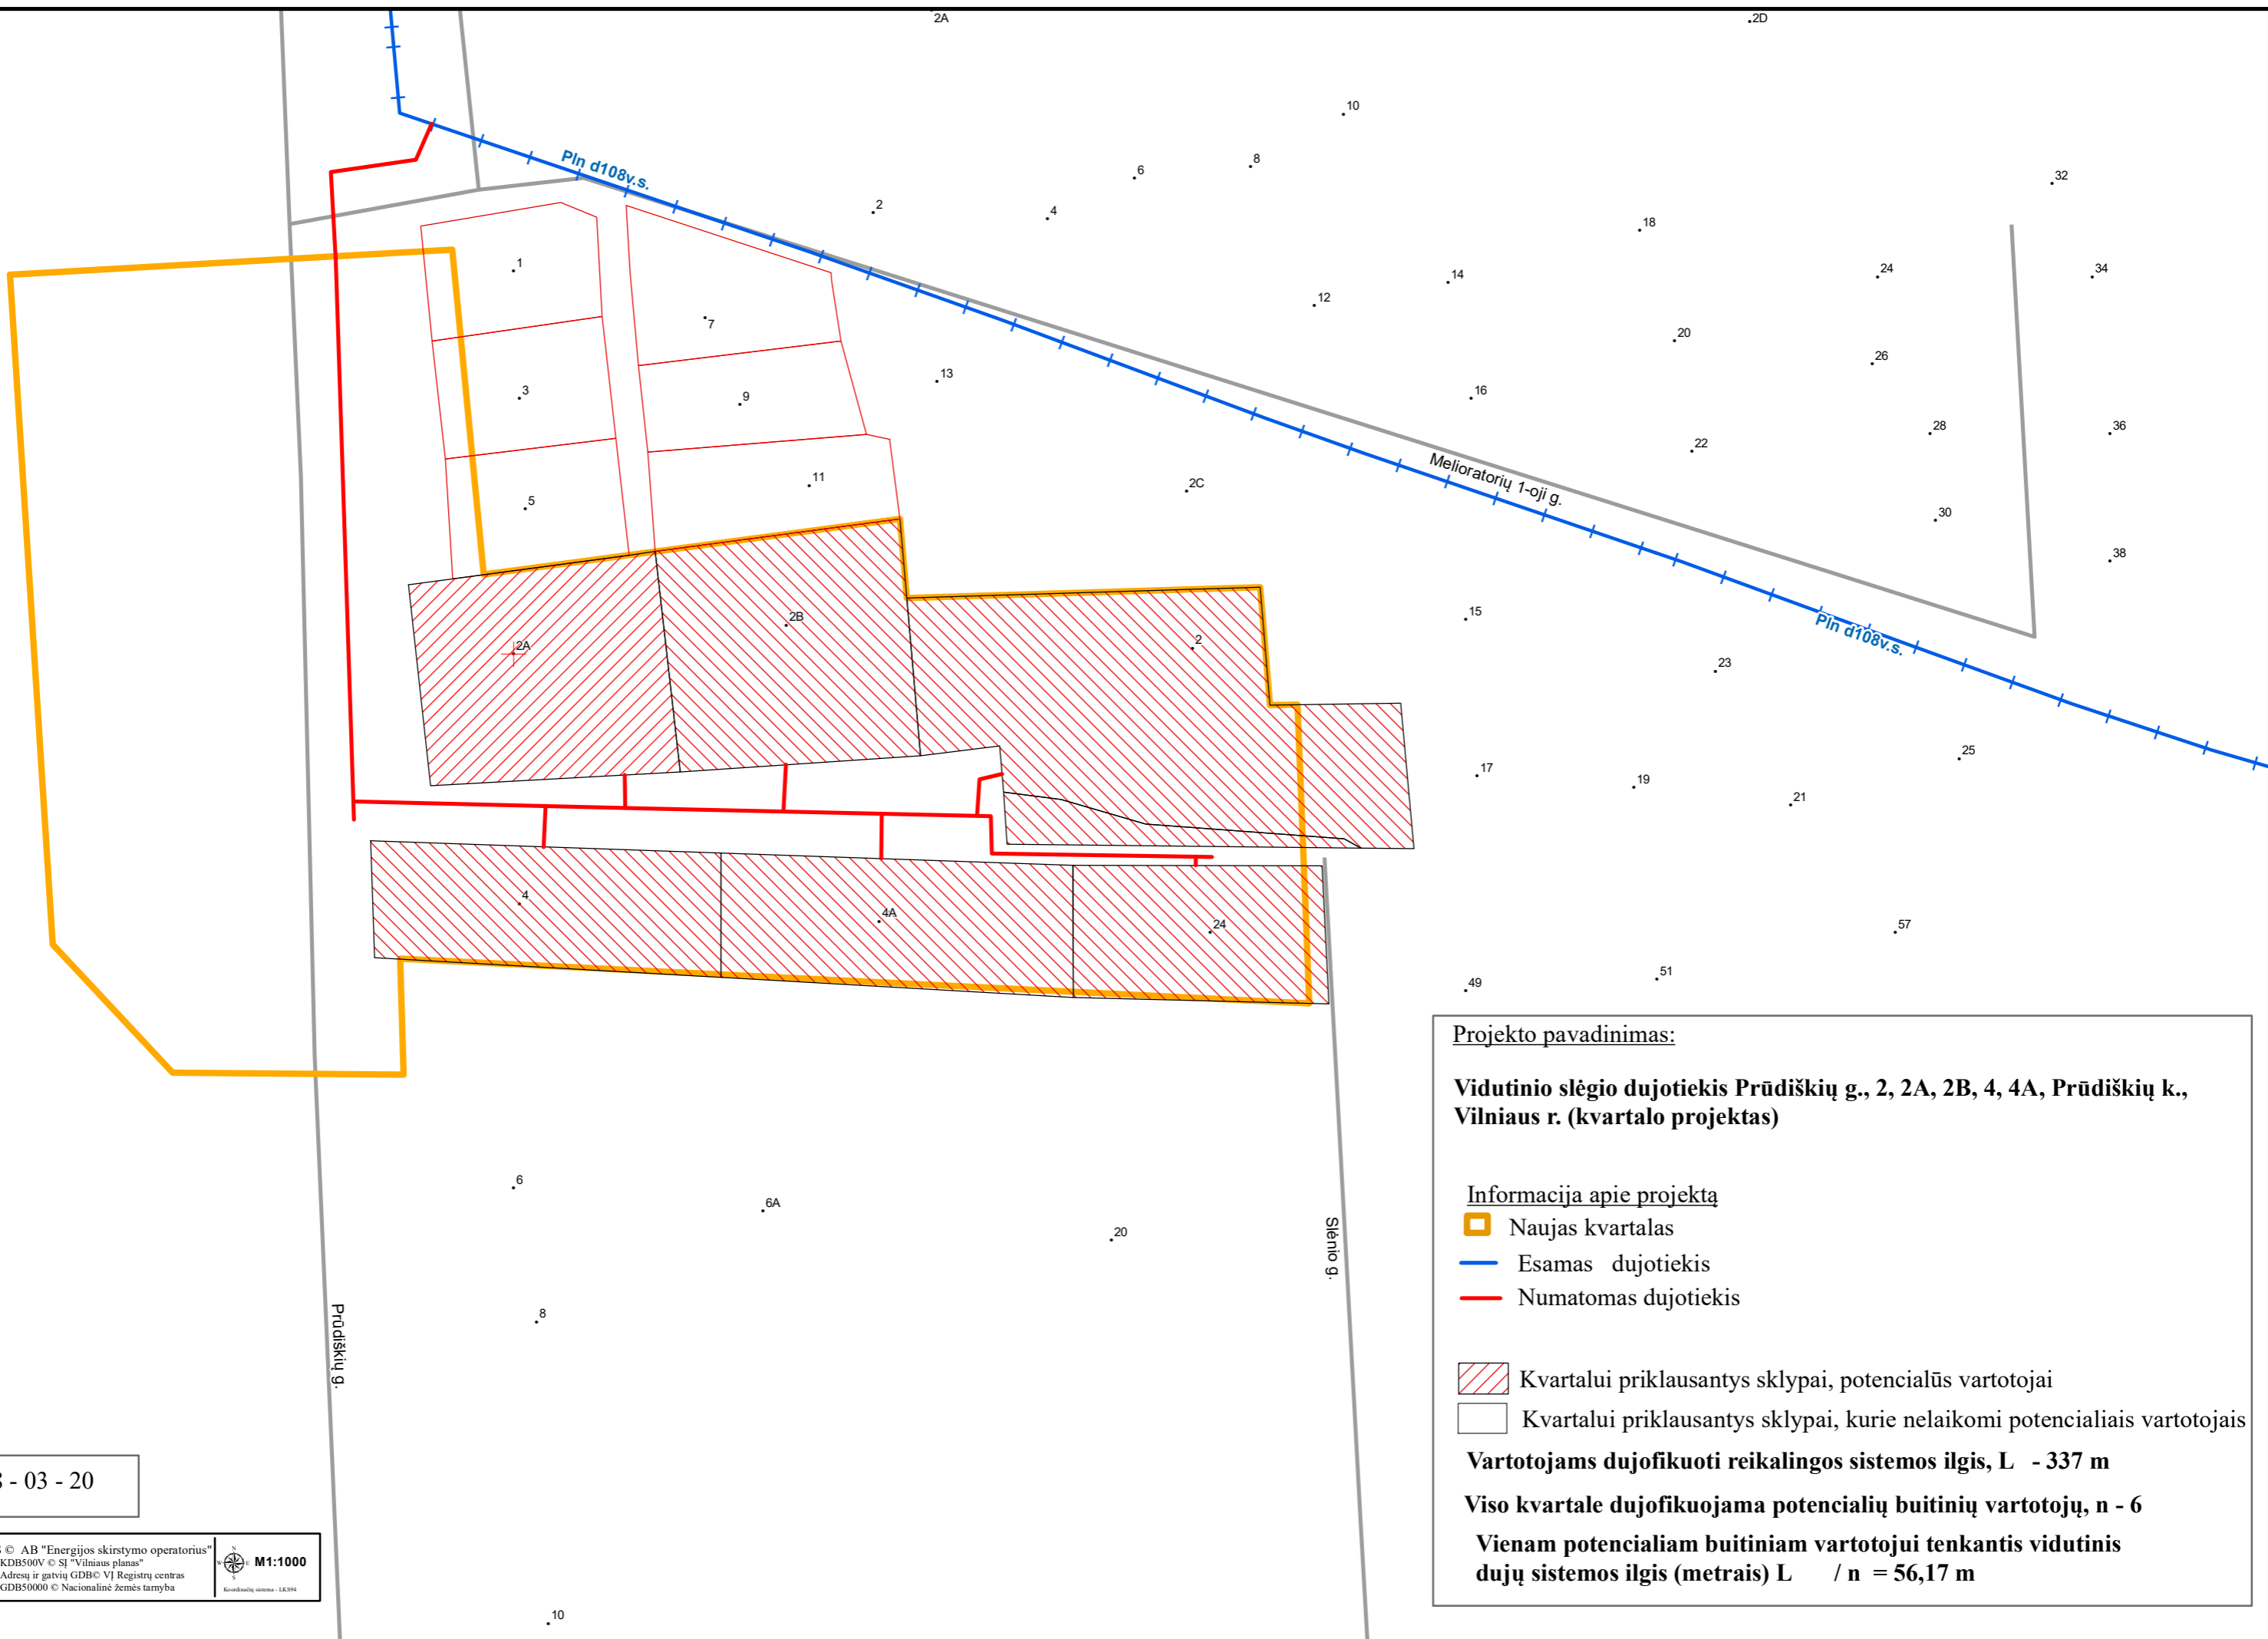 2A
2D
10
Pln d108v.s.
6
8
32
2
4
18
1
24
34
14
12
7
20
26
13
3
9
16
28
36
22
Melioratorių 1-oji g.
11
2C
5
30
38
2B
15
Pln d108v.s.
2A
2
23
25
17
19
21
4
4A
24
57
51
49
Projekto pavadinimas:
Vidutinio slėgio dujotiekis Prūdiškių g., 2, 2A, 2B, 4, 4A, Prūdiškių k.,
Vilniaus r. (kvartalo projektas)
Informacija apie projektą
Naujas kvartalas
Esamas dujotiekis
Numatomas dujotiekis
Kvartalui priklausantys sklypai, potencialūs vartotojai
Kvartalui priklausantys sklypai, kurie nelaikomi potencialiais vartotojais
Vartotojams dujofikuoti reikalingos sistemos ilgis, L - 337 m
Viso kvartale dujofikuojama potencialių buitinių vartotojų, n - 6
Vienam potencialiam buitiniam vartotojui tenkantis vidutinis
dujų sistemos ilgis (metrais) L / n = 56,17 m
6
6A
20
Slėnio g.
8
Prūdiškių g.
- 03 - 20
© AB "Energijos skirstymo operatorius"
KDB500V © SĮ "Vilniaus planas"
Adresų ir gatvių GDB© VĮ Registrų centras
GDB50000 © Nacionalinė žemės tarnyba
N
W E
S
M1:1000
Koordinačių sistema - LKS94
10